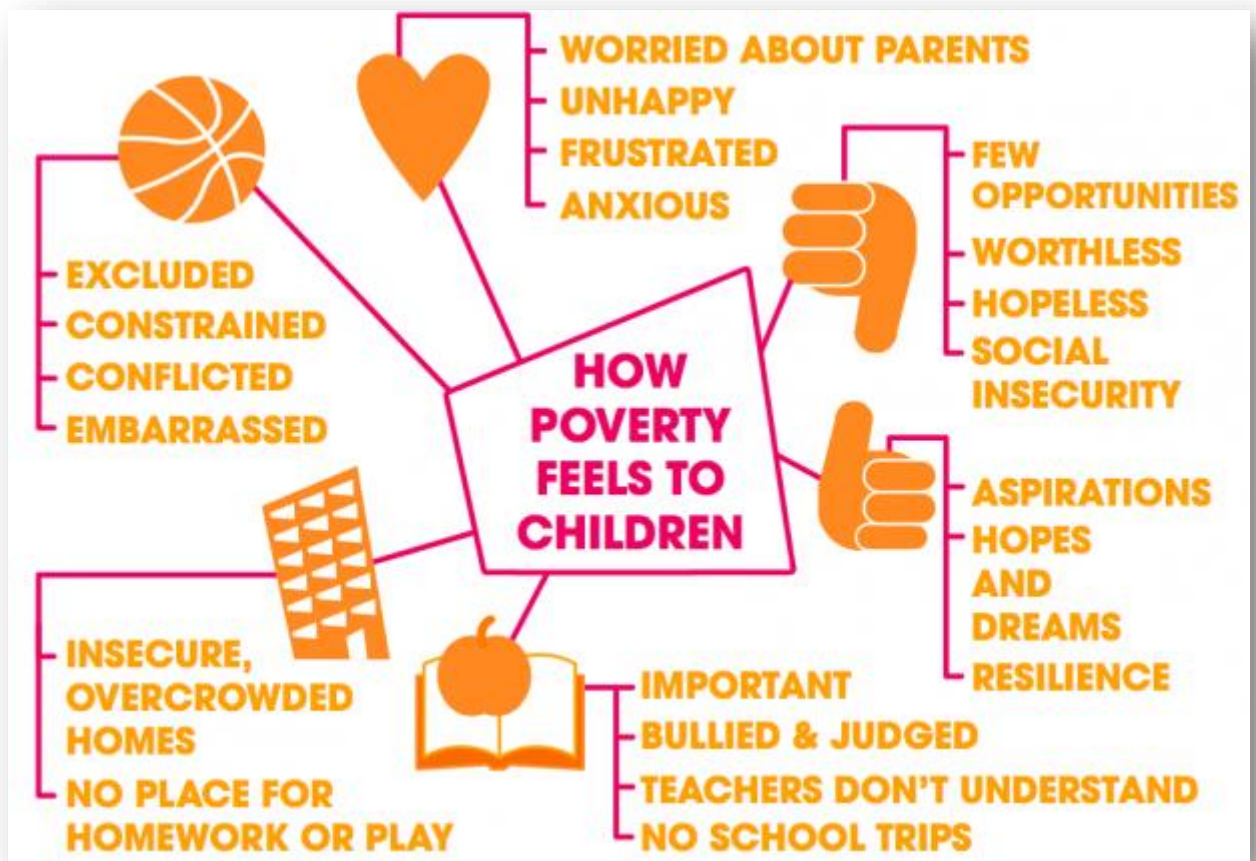 HOW
POVERTY
FEELS TO
CHILDREN
WORRIED ABOUT PARENTS
UNHAPPY
FRUSTRATED
ANXIOUS
FEW
OPPORTUNITIES
WORTHLESS
HOPELESS
SOCIAL
INSECURITY
ASPIRATIONS
HOPES
AND
DREAMS
RESILIENCE
IMPORTANT
BULLIED & JUDGED
TEACHERS DON'T UNDERSTAND
NO SCHOOL TRIPS
INSECURE,
OVERCROWDED
HOMES
NO PLACE FOR
HOMEWORK OR PLAY
EXCLUDED
CONSTRAINED
CONFLICTED
EMBARRASSED